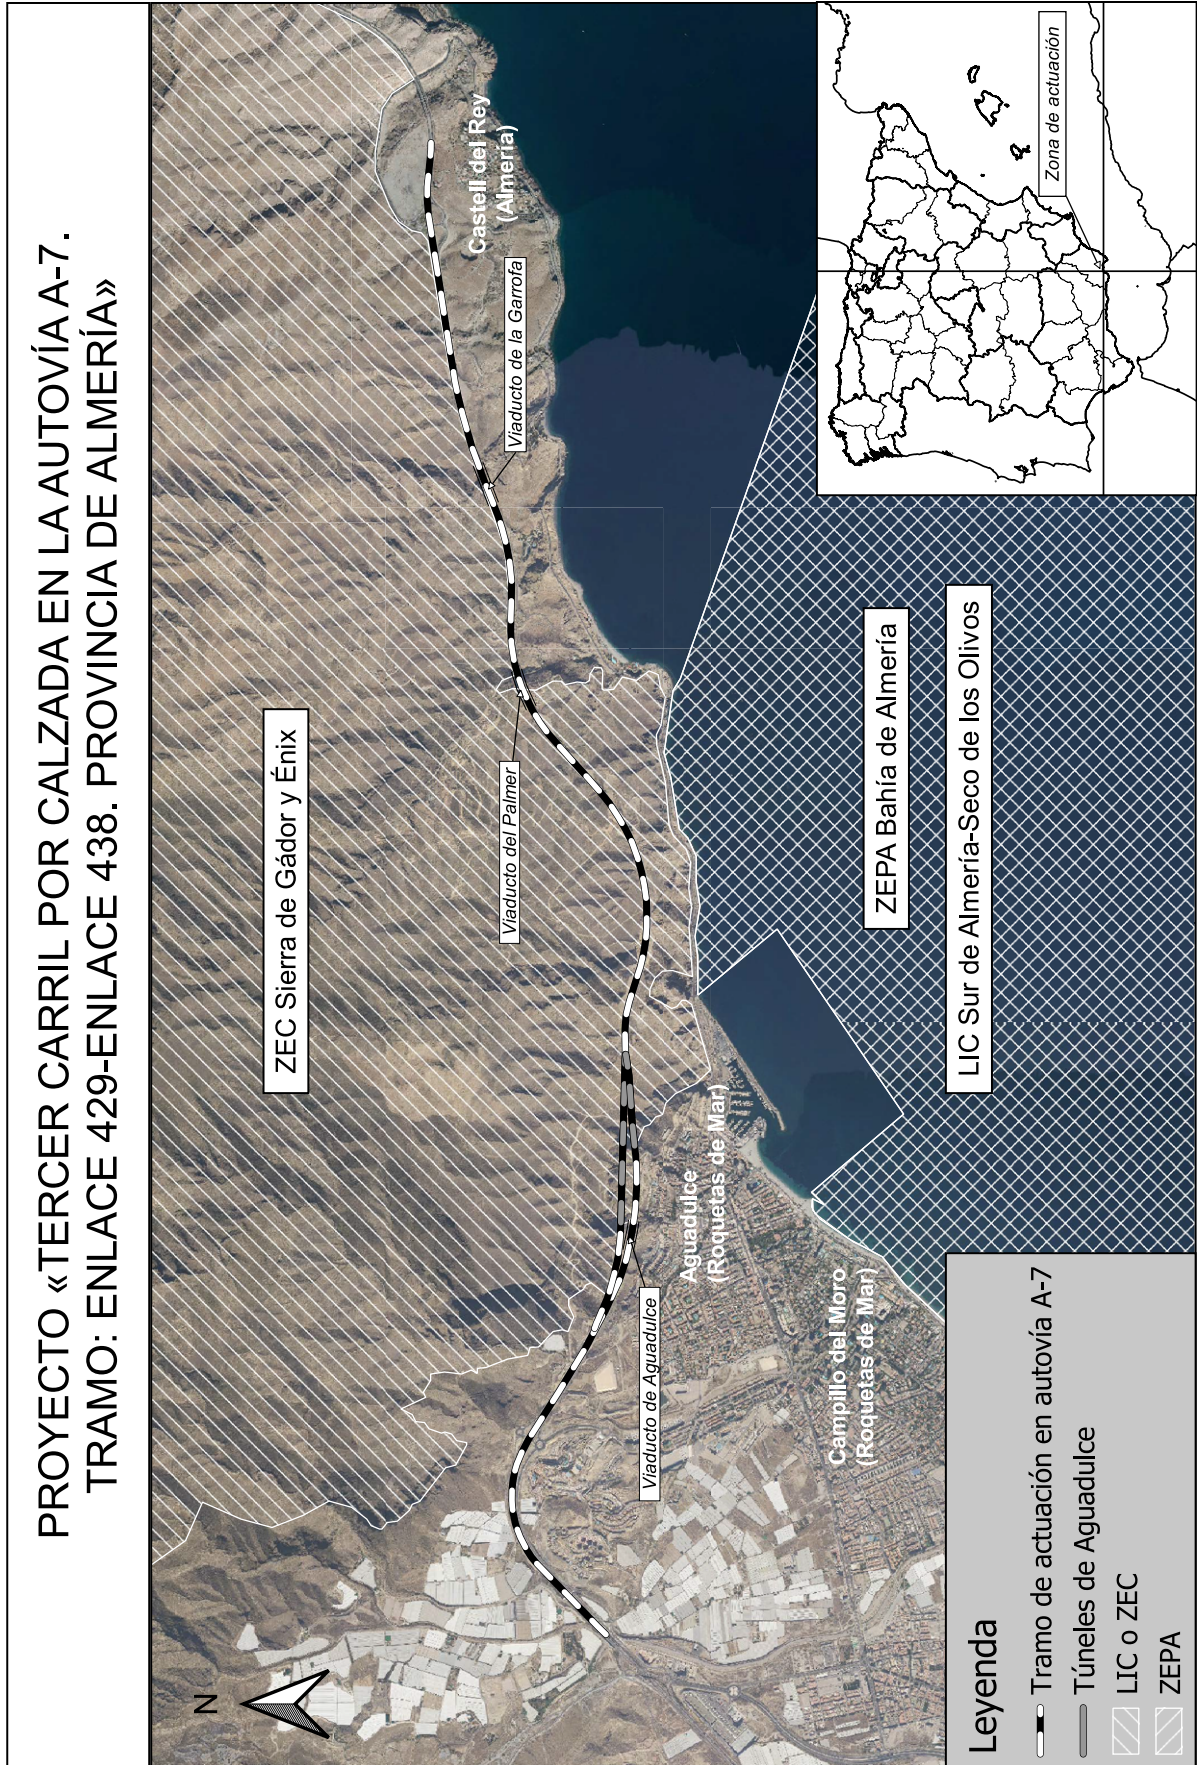 PROYECTO «TERCER CARRIL POR CALZADA EN LA AUTOVÍA A-7.
TRAMO: ENLACE 429-ENLACE 438. PROVINCIA DE ALMERÍA»
N
ZEC Sierra de Gádor y Énix
Castell del Rey
(Almería)
Viaducto de la Garrofa
Viaducto del Palmer
Viaducto de Aguadulce
Aguadulce
(Roquetas de Mar)
Campillo del Moro
(Roquetas de Mar)
ZEPA Bahía de Almería
LIC Sur de Almería-Seco de los Olivos
Zona de actuación
Leyenda
Tramo de actuación en autovía A-7
Túneles de Aguadulce
LIC o ZEC
ZEPA